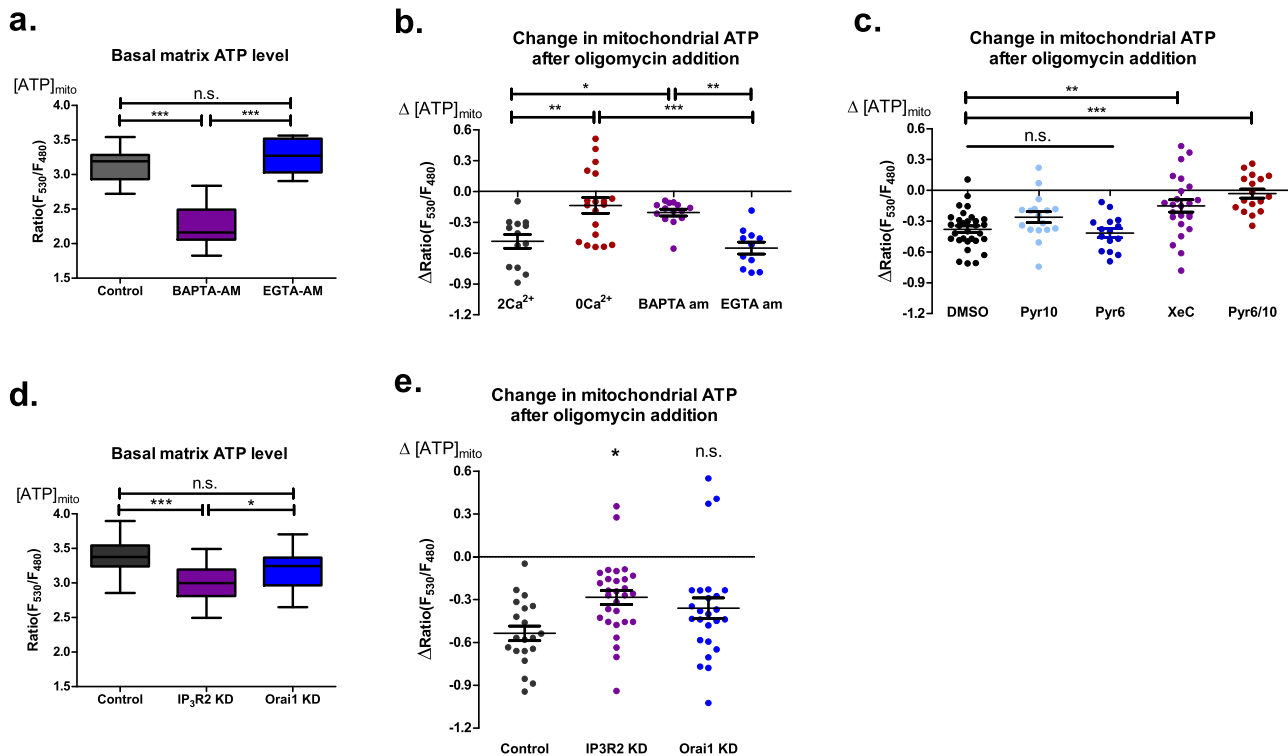 a.
Basal matrix ATP level
[ATP]mito
n.s.
***
***
4.0
3.5
3.0
2.5
2.0
1.5
Ratio(F530/F480)
Control
BAPTA-AM
EGTA-AM
b.
Change in mitochondrial ATP
after oligomycin addition
Δ [ATP]mito
*
**
**
***
0.6
0.3
0.0
-0.3
-0.6
-0.9
-1.2
ΔRatio(F530/F480)
2Ca2+
0Ca2+
BAPTA am
EGTA am
c.
Change in mitochondrial ATP
after oligomycin addition
Δ [ATP]mito
**
***
n.s.
0.6
0.3
0.0
-0.3
-0.6
-0.9
-1.2
ΔRatio(F530/F480)
DMSO
Pyr10
Pyr6
XeC
Pyr6/10
d.
Basal matrix ATP level
[ATP]mito
n.s.
***
*
4.0
3.5
3.0
2.5
2.0
1.5
Ratio(F530/F480)
Control
IP3R2 KD
Orai1 KD
e.
Change in mitochondrial ATP
after oligomycin addition
Δ [ATP]mito
*
n.s.
0.6
0.3
0.0
-0.3
-0.6
-0.9
-1.2
ΔRatio(F530/F480)
Control
IP3R2 KD
Orai1 KD